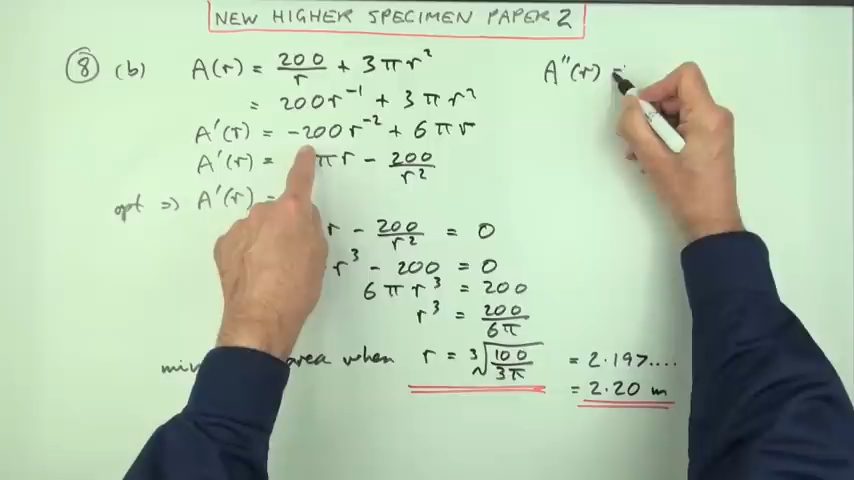 NEW HIGHER SPECIMEN PAPER 2
8 (b) A(r) = 200/r + 3πr²
= 200r⁻¹ + 3πr²
A'(r) = -200r⁻² + 6πr
A'(r) = πr - 200/r²
opt ⇒ A'(r) =
r - 200/r² = 0
r³ - 200 = 0
6πr³ = 200
r³ = 200/6π
area when r = ³√(100/3π) = 2.197....
= 2.20 m
A''(r) =